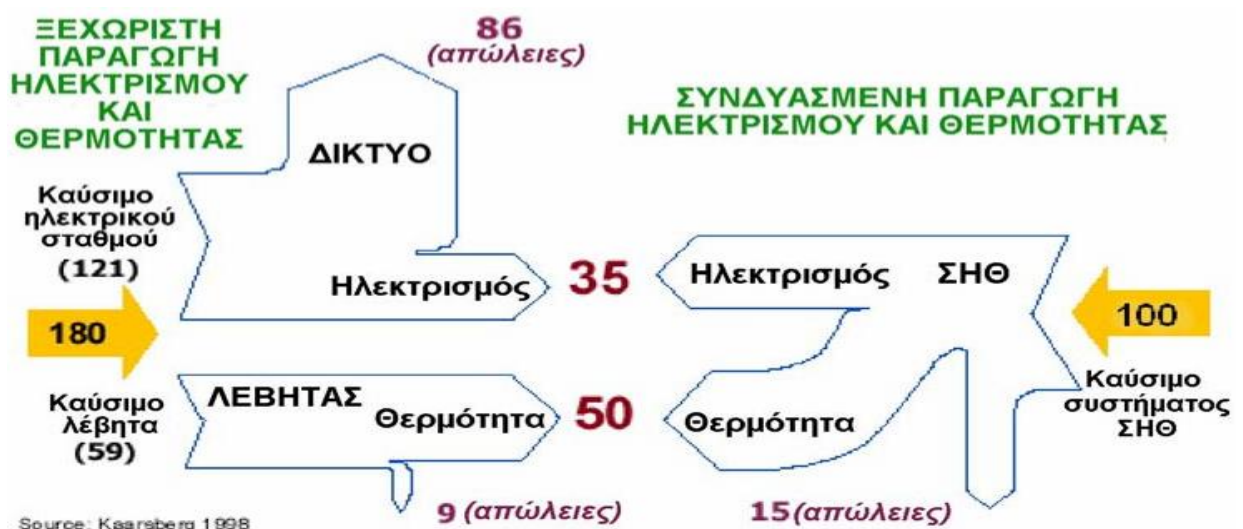 ΞΕΧΩΡΙΣΤΗ
ΠΑΡΑΓΩΓΗ
ΗΛΕΚΤΡΙΣΜΟΥ
ΚΑΙ
ΘΕΡΜΟΤΗΤΑΣ
86
(απώλειες)
ΔΙΚΤΥΟ
Καύσιμο
ηλεκτρικού
σταθμού
(121)
Ηλεκτρισμός
180
ΛΕΒΗΤΑΣ
Καύσιμο
λέβητα
(59)
Θερμότητα
9 (απώλειες)
35
50
ΣΥΝΔΥΑΣΜΕΝΗ ΠΑΡΑΓΩΓΗ
ΗΛΕΚΤΡΙΣΜΟΥ ΚΑΙ ΘΕΡΜΟΤΗΤΑΣ
Ηλεκτρισμός
ΣΗΘ
100
Θερμότητα
Καύσιμο
συστήματος
ΣΗΘ
15 (απώλειες)
Source: Kaarsberg 1998